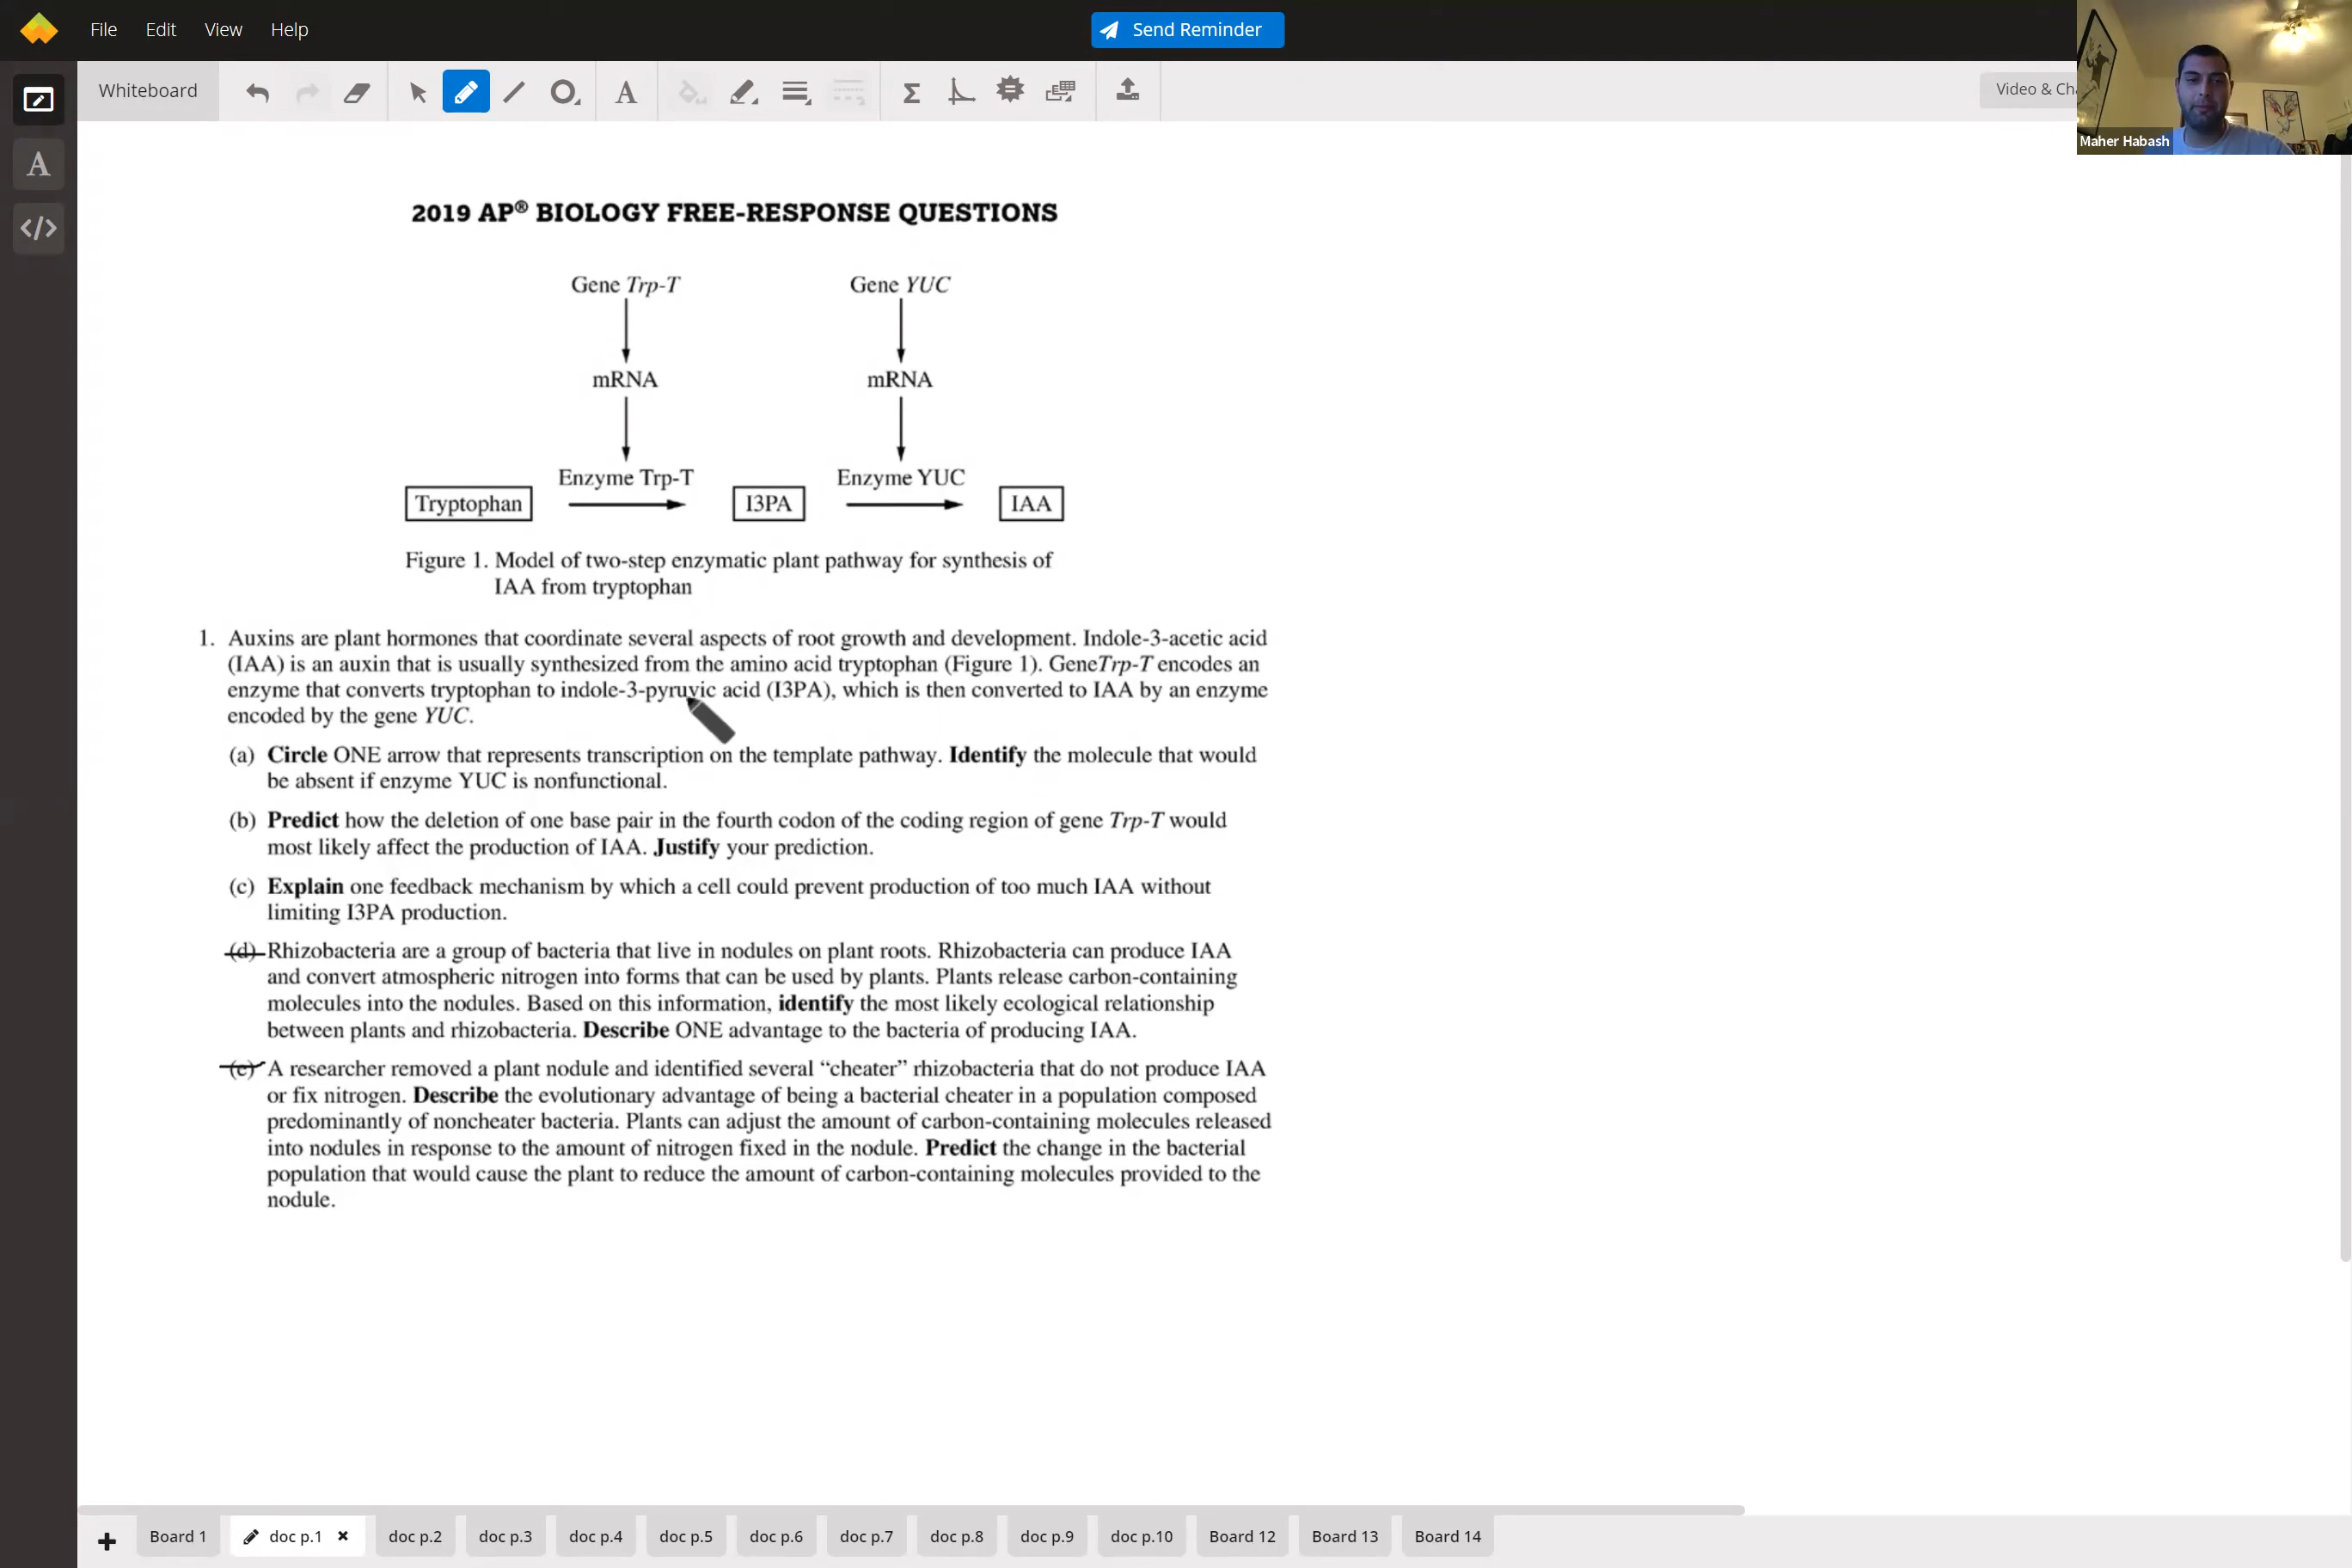 File Edit View Help
Send Reminder
Whiteboard
Video & Cha
Maher Habash
2019 AP® BIOLOGY FREE-RESPONSE QUESTIONS
Gene Trp-T Gene YUC
mRNA mRNA
Enzyme Trp-T Enzyme YUC
Tryptophan I3PA IAA
Figure 1. Model of two-step enzymatic plant pathway for synthesis of
IAA from tryptophan
1. Auxins are plant hormones that coordinate several aspects of root growth and development. Indole-3-acetic acid
(IAA) is an auxin that is usually synthesized from the amino acid tryptophan (Figure 1). GeneTrp-T encodes an
enzyme that converts tryptophan to indole-3-pyruvic acid (I3PA), which is then converted to IAA by an enzyme
encoded by the gene YUC.
(a) Circle ONE arrow that represents transcription on the template pathway. Identify the molecule that would
be absent if enzyme YUC is nonfunctional.
(b) Predict how the deletion of one base pair in the fourth codon of the coding region of gene Trp-T would
most likely affect the production of IAA. Justify your prediction.
(c) Explain one feedback mechanism by which a cell could prevent production of too much IAA without
limiting I3PA production.
(d) Rhizobacteria are a group of bacteria that live in nodules on plant roots. Rhizobacteria can produce IAA
and convert atmospheric nitrogen into forms that can be used by plants. Plants release carbon-containing
molecules into the nodules. Based on this information, identify the most likely ecological relationship
between plants and rhizobacteria. Describe ONE advantage to the bacteria of producing IAA.
(e) A researcher removed a plant nodule and identified several “cheater” rhizobacteria that do not produce IAA
or fix nitrogen. Describe the evolutionary advantage of being a bacterial cheater in a population composed
predominantly of noncheater bacteria. Plants can adjust the amount of carbon-containing molecules released
into nodules in response to the amount of nitrogen fixed in the nodule. Predict the change in the bacterial
population that would cause the plant to reduce the amount of carbon-containing molecules provided to the
nodule.
Board 1 doc p.1 doc p.2 doc p.3 doc p.4 doc p.5 doc p.6 doc p.7 doc p.8 doc p.9 doc p.10 Board 12 Board 13 Board 14